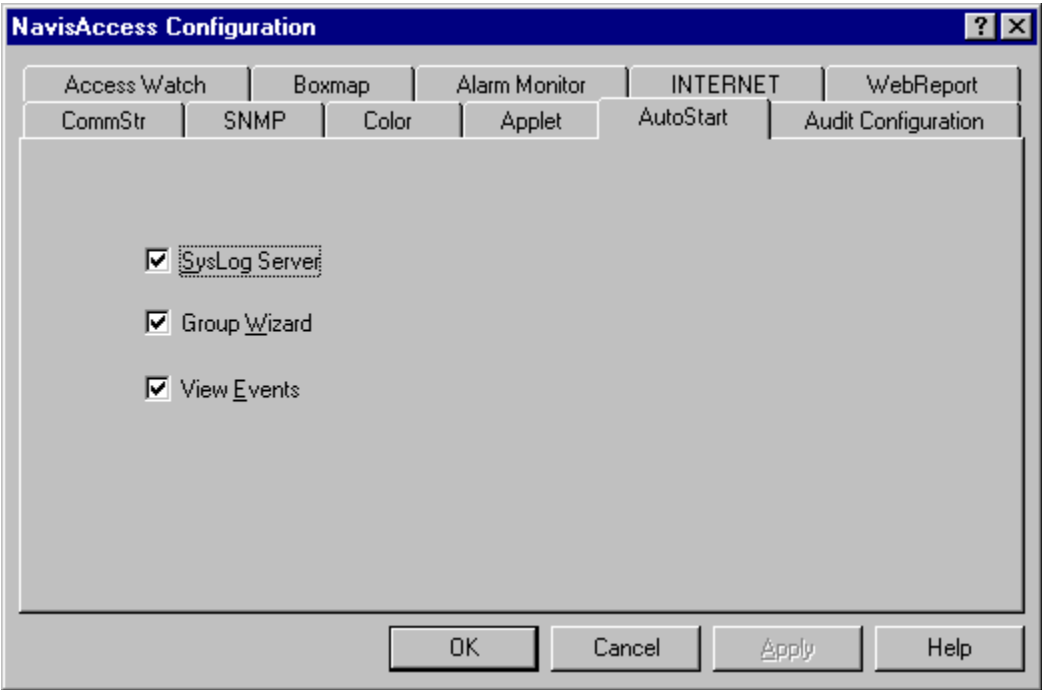 NavisAccess Configuration
Access Watch Boxmap Alarm Monitor INTERNET WebReport
CommStr SNMP Color Applet AutoStart Audit Configuration
SysLog Server
Group Wizard
View Events
OK Cancel Apply Help